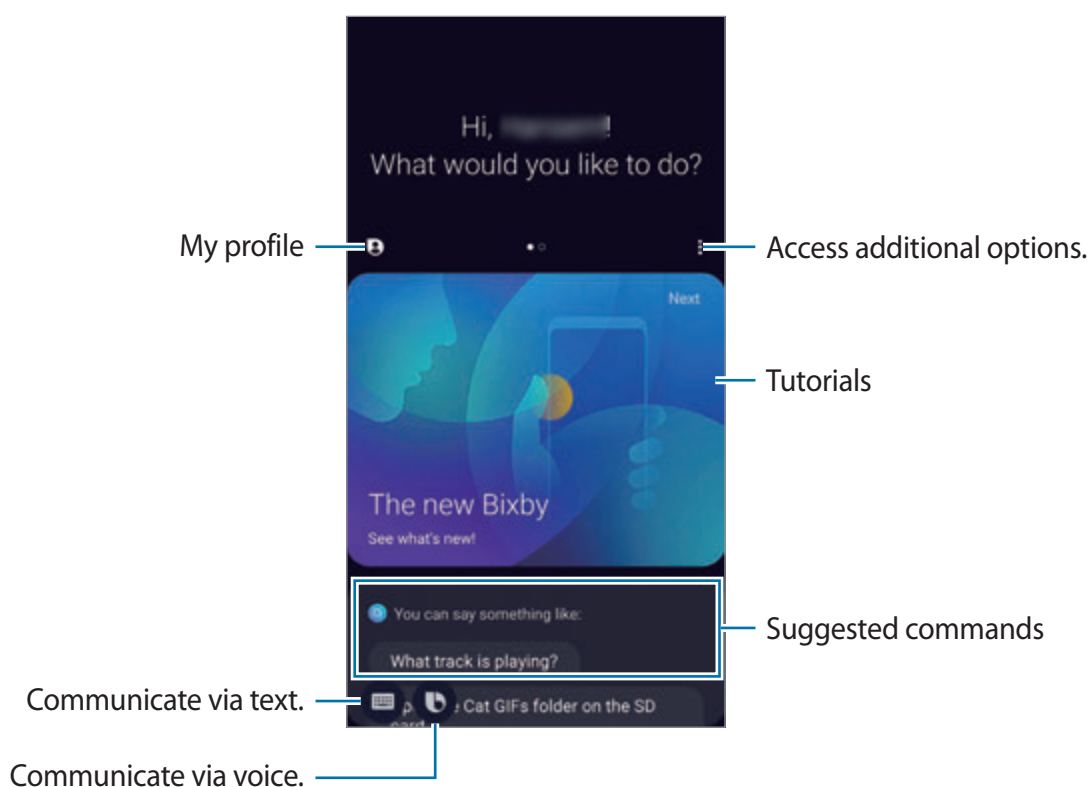 Hi, !
What would you like to do?
My profile
Access additional options.
Next
Tutorials
The new Bixby
See what's new!
You can say something like:
Suggested commands
What track is playing?
Communicate via text.
Cat GIFs folder on the SD
Communicate via voice.